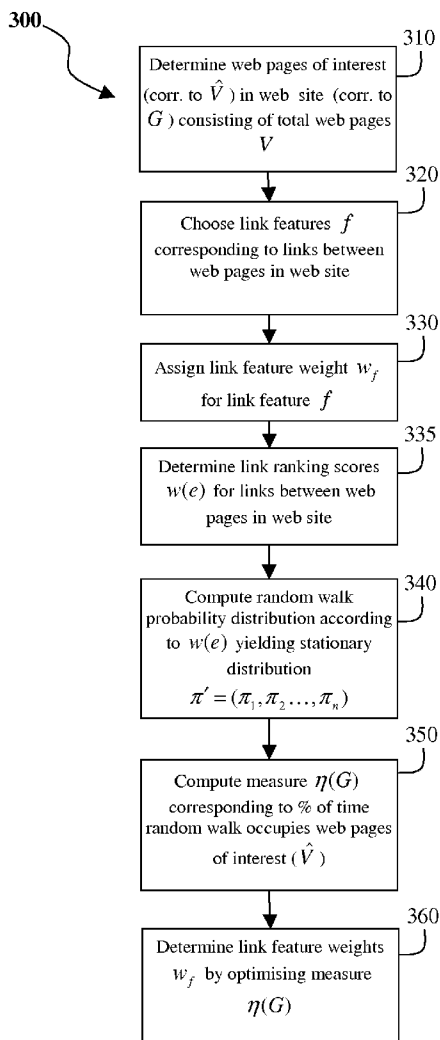 300
310
Determine web pages of interest
(corr. to V̂) in web site (corr. to
G) consisting of total web pages
V
320
Choose link features f
corresponding to links between
web pages in web site
330
Assign link feature weight w_f
for link feature f
335
Determine link ranking scores
w(e) for links between web
pages in web site
340
Compute random walk
probability distribution according
to w(e) yielding stationary
distribution
π′ = (π₁, π₂ ..., πₙ)
350
Compute measure η(G)
corresponding to % of time
random walk occupies web pages
of interest (V̂)
360
Determine link feature weights
w_f by optimising measure
η(G)